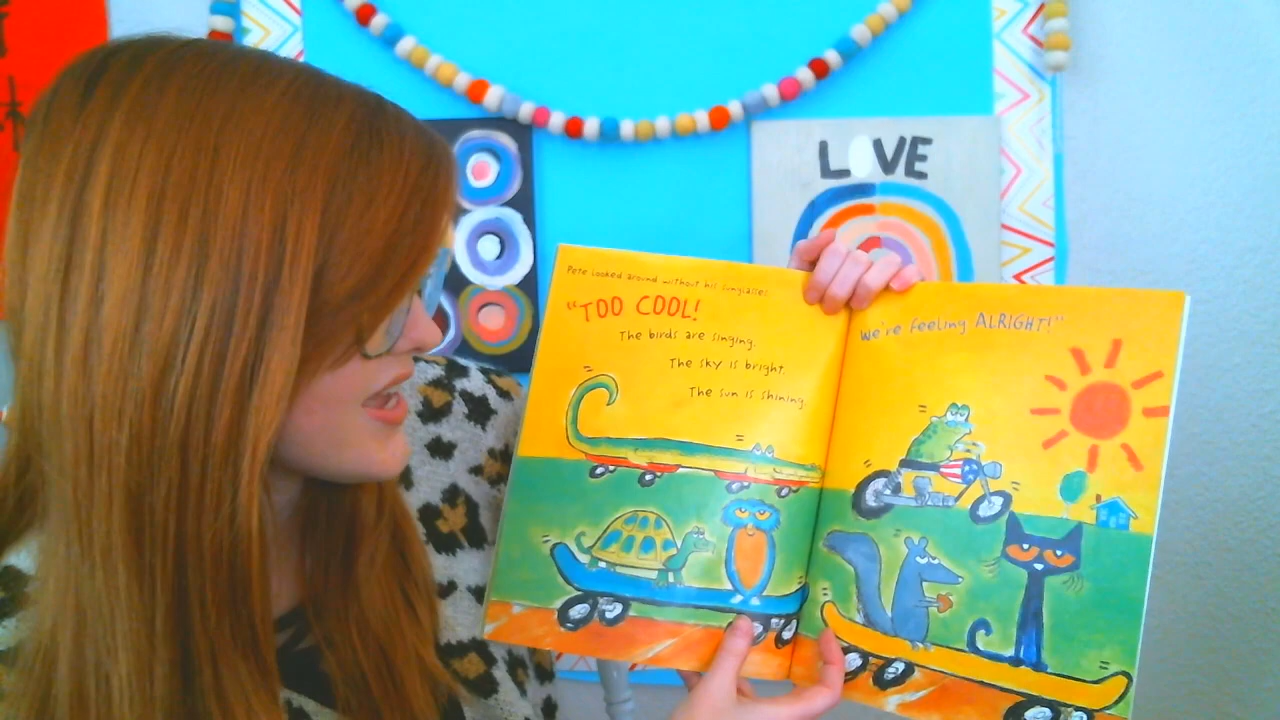 LOVE
Pete looked around without his sunglasses.
"TOO COOL!
The birds are singing.
The sky is bright.
The sun is shining.
We're feeling ALRIGHT!"